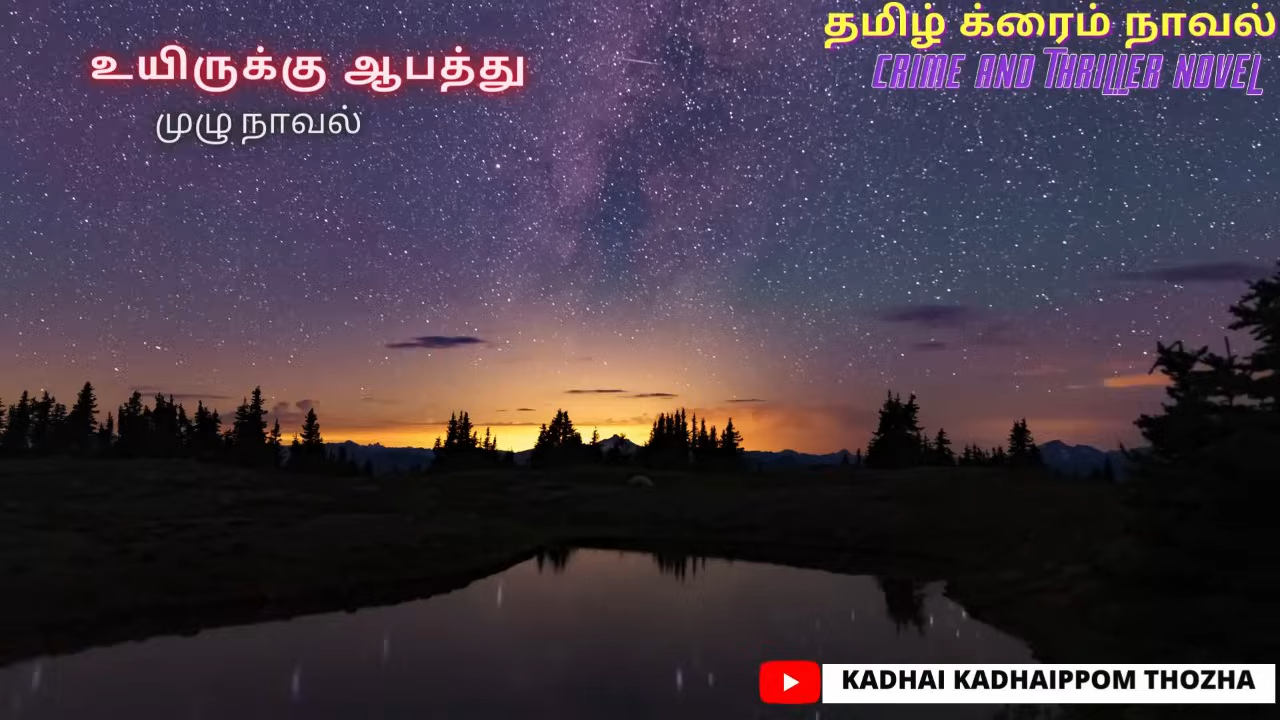 உயிருக்கு ஆபத்து
முழு நாவல்
தமிழ் க்ரைம் நாவல்
CRIME AND THRILLER NOVEL
KADHAI KADHAIPPOM THOZHA